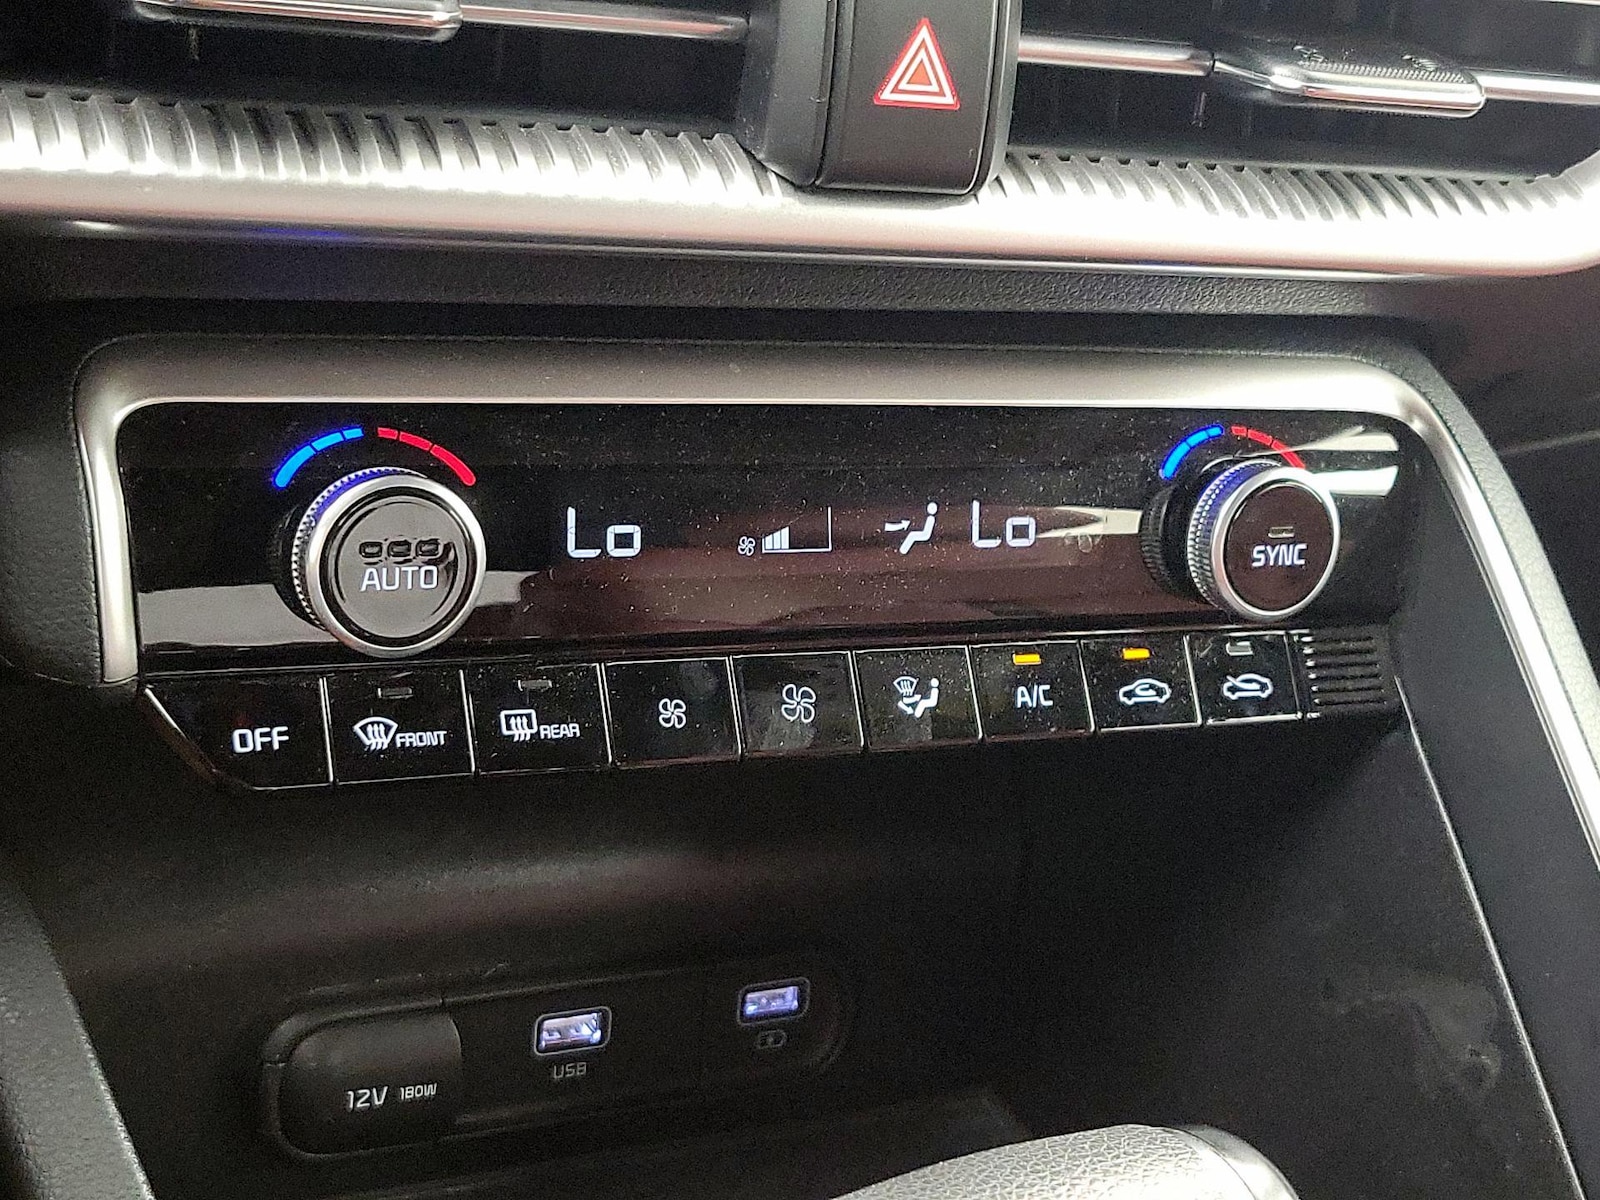 Lo
Lo
AUTO
SYNC
OFF
FRONT
REAR
A/C
USB
12V 180W